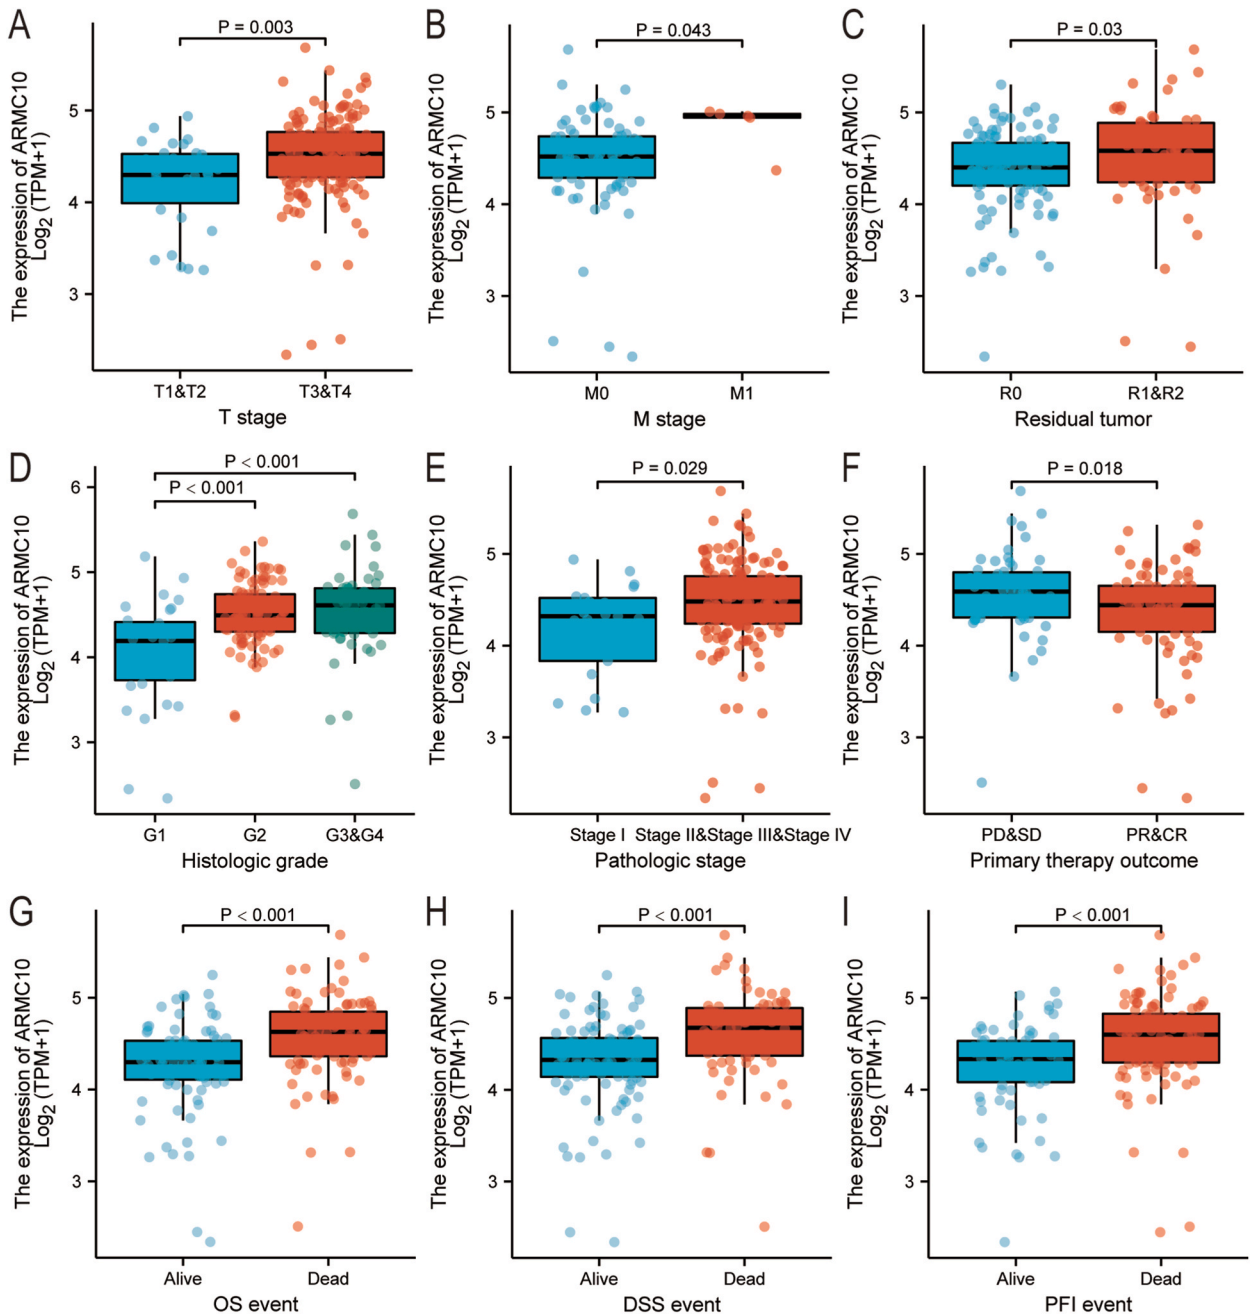 A
P = 0.003
The expression of ARMC10
Log2 (TPM+1)
5
4
3
T1&T2
T3&T4
T stage
B
P = 0.043
The expression of ARMC10
Log2 (TPM+1)
5
4
3
M0
M1
M stage
C
P = 0.03
The expression of ARMC10
Log2 (TPM+1)
5
4
3
R0
R1&R2
Residual tumor
D
P < 0.001
P < 0.001
The expression of ARMC10
Log2 (TPM+1)
6
5
4
3
G1
G2
G3&G4
Histologic grade
E
P = 0.029
The expression of ARMC10
Log2 (TPM+1)
5
4
3
Stage I
Stage II&Stage III&Stage IV
Pathologic stage
F
P = 0.018
The expression of ARMC10
Log2 (TPM+1)
5
4
3
PD&SD
PR&CR
Primary therapy outcome
G
P < 0.001
The expression of ARMC10
Log2 (TPM+1)
5
4
3
Alive
Dead
OS event
H
P < 0.001
The expression of ARMC10
Log2 (TPM+1)
5
4
3
Alive
Dead
DSS event
I
P < 0.001
The expression of ARMC10
Log2 (TPM+1)
5
4
3
Alive
Dead
PFI event